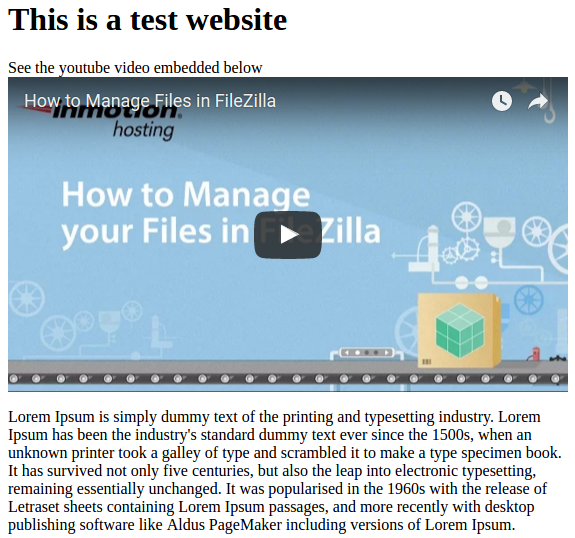 This is a test website
See the youtube video embedded below
How to Manage Files in FileZilla
inmotion
hosting
How to Manage
your Files in FileZilla
Lorem Ipsum is simply dummy text of the printing and typesetting industry. Lorem
Ipsum has been the industry's standard dummy text ever since the 1500s, when an
unknown printer took a galley of type and scrambled it to make a type specimen book.
It has survived not only five centuries, but also the leap into electronic typesetting,
remaining essentially unchanged. It was popularised in the 1960s with the release of
Letraset sheets containing Lorem Ipsum passages, and more recently with desktop
publishing software like Aldus PageMaker including versions of Lorem Ipsum.